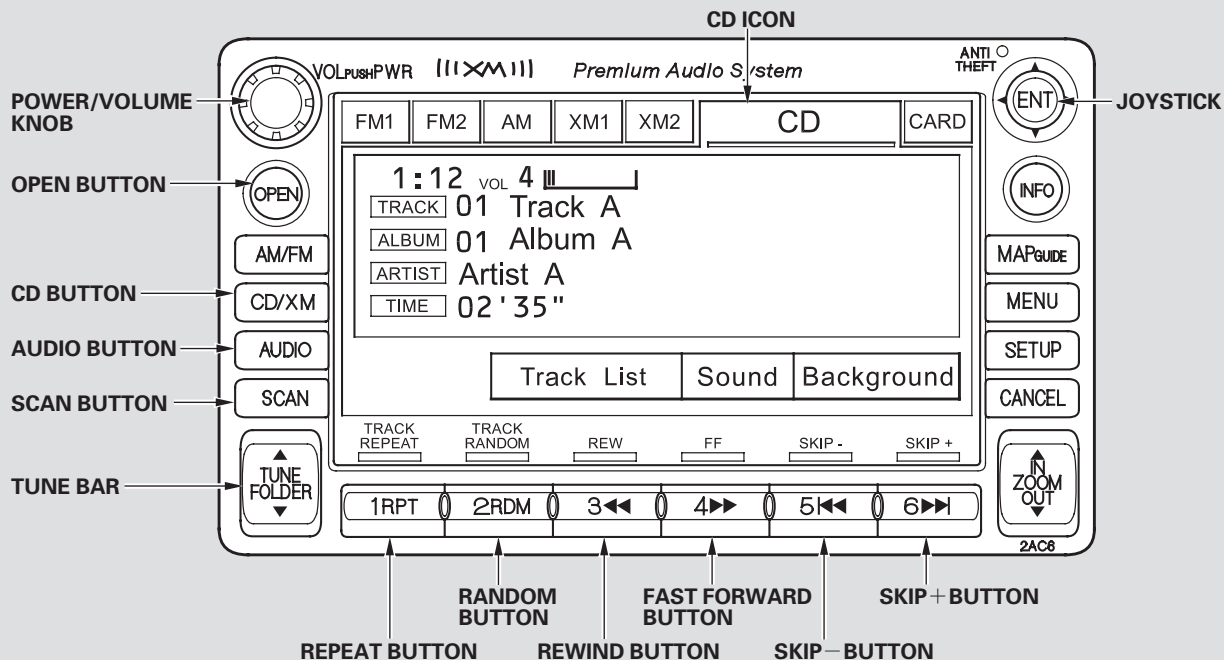 CD ICON
VOL PUSH PWR
XM
Premium Audio System
ANTI THEFT
POWER/VOLUME
KNOB
ENT
JOYSTICK
FM1 FM2 AM XM1 XM2 CD CARD
OPEN BUTTON
OPEN
INFO
1:12 VOL 4
TRACK 01 Track A
ALBUM 01 Album A
ARTIST Artist A
TIME 02'35"
AM/FM
MAP GUIDE
CD BUTTON
CD/XM
MENU
AUDIO BUTTON
AUDIO
SETUP
Track List Sound Background
SCAN BUTTON
SCAN
CANCEL
TRACK REPEAT
TRACK RANDOM
REW
FF
SKIP -
SKIP +
TUNE BAR
▲
TUNE
FOLDER
▼
▲
IN
ZOOM
OUT
▼
1RPT 2RDM 3◀◀ 4▶▶ 5|◀◀ 6▶▶|
2AC6
RANDOM
BUTTON
FAST FORWARD
BUTTON
SKIP+BUTTON
REPEAT BUTTON
REWIND BUTTON
SKIP−BUTTON